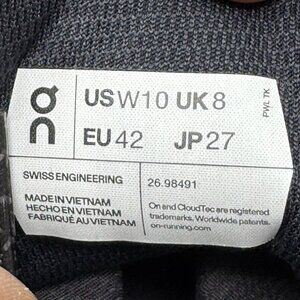 US W10 UK 8
EU 42 JP 27
PWL TK
SWISS ENGINEERING
26.98491
MADE IN VIETNAM
HECHO EN VIETNAM
FABRIQUÉ AU VIETNAM
On and CloudTec are registered
trademarks. Worldwide patents.
on-running.com